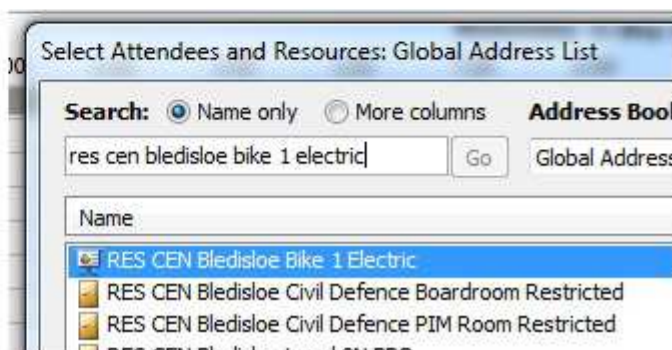 Select Attendees and Resources: Global Address List
Search: Name only More columns Address Boo
res cen bledisloe bike 1 electric Go Global Address
Name
RES CEN Bledisloe Bike 1 Electric
RES CEN Bledisloe Civil Defence Boardroom Restricted
RES CEN Bledisloe Civil Defence PIM Room Restricted